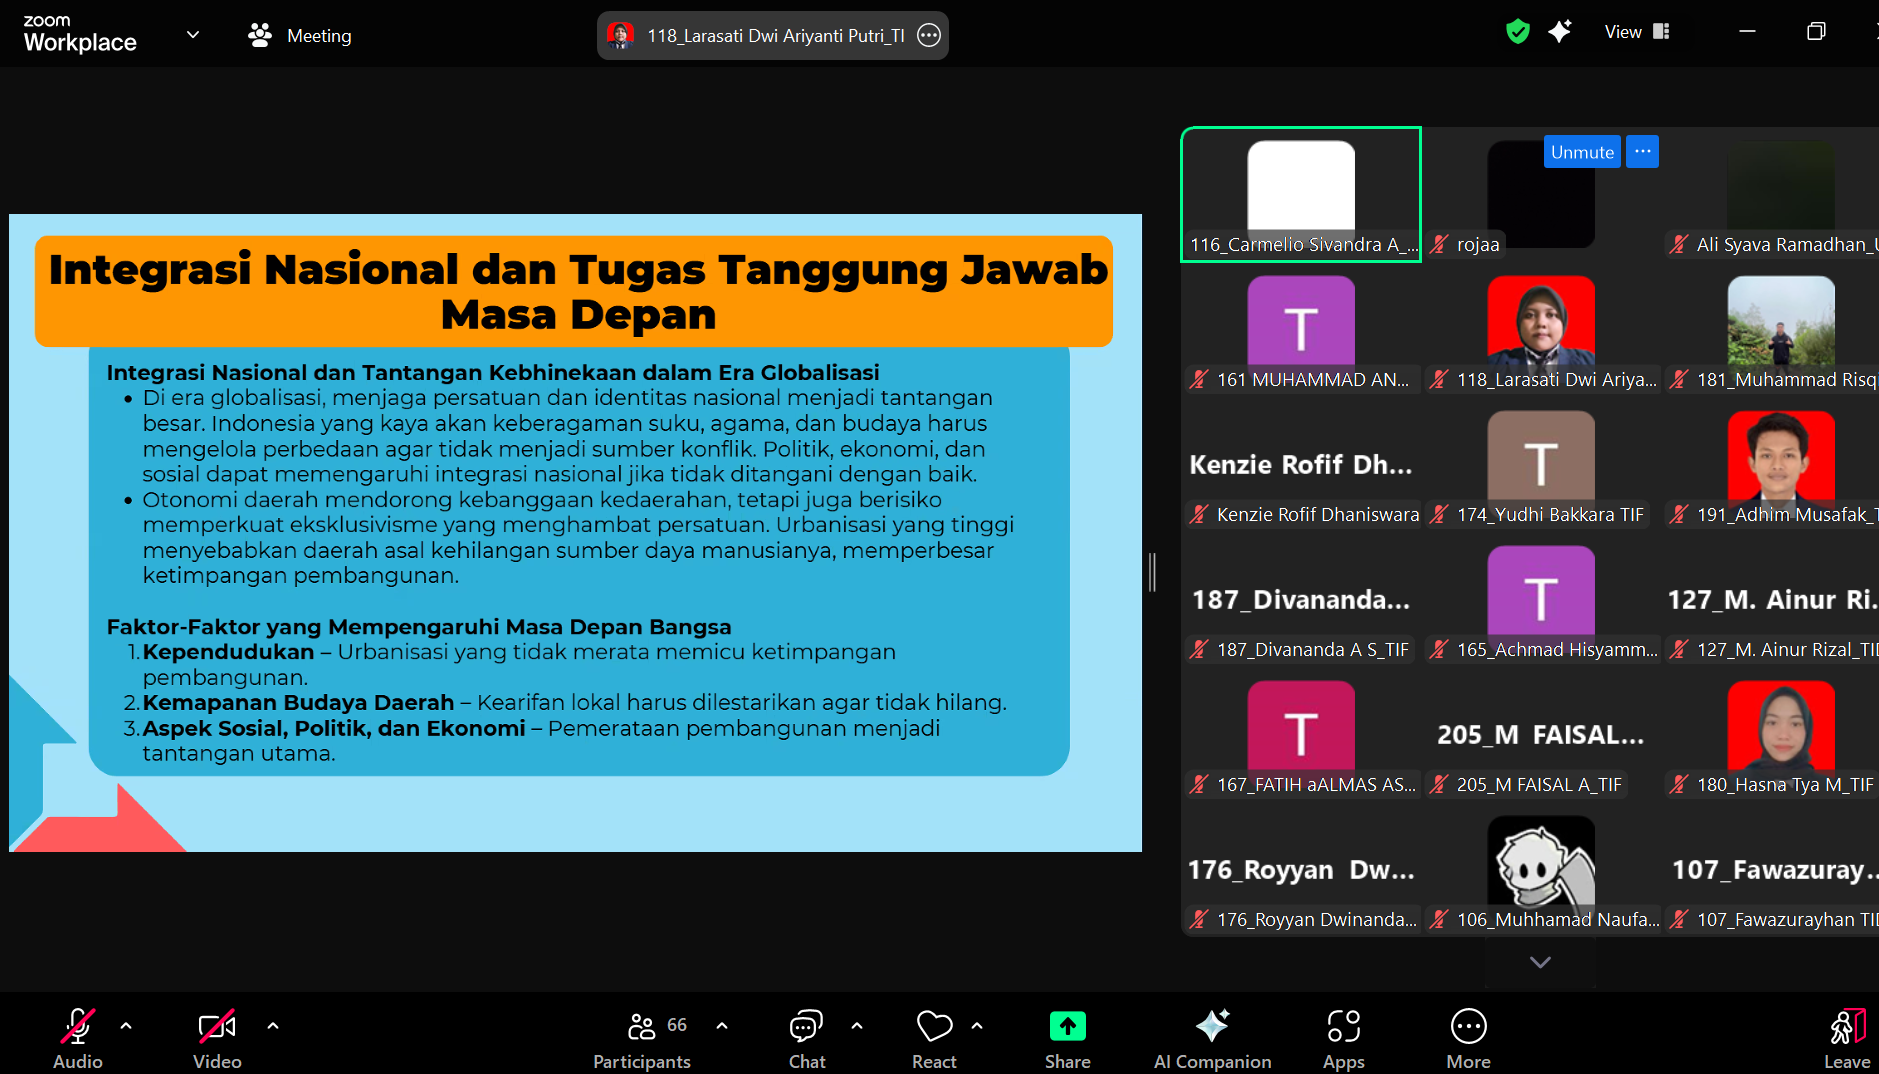 zoom
Workplace
Meeting
118_Larasati Dwi Ariyanti Putri_TI
View
Integrasi Nasional dan Tugas Tanggung Jawab
Masa Depan
Integrasi Nasional dan Tantangan Kebhinekaan dalam Era Globalisasi
• Di era globalisasi, menjaga persatuan dan identitas nasional menjadi tantangan
besar. Indonesia yang kaya akan keberagaman suku, agama, dan budaya harus
mengelola perbedaan agar tidak menjadi sumber konflik. Politik, ekonomi, dan
sosial dapat memengaruhi integrasi nasional jika tidak ditangani dengan baik.
• Otonomi daerah mendorong kebanggaan kedaerahan, tetapi juga berisiko
memperkuat eksklusivisme yang menghambat persatuan. Urbanisasi yang tinggi
menyebabkan daerah asal kehilangan sumber daya manusianya, memperbesar
ketimpangan pembangunan.
Faktor-Faktor yang Mempengaruhi Masa Depan Bangsa
1. Kependudukan – Urbanisasi yang tidak merata memicu ketimpangan
pembangunan.
2. Kemapanan Budaya Daerah – Kearifan lokal harus dilestarikan agar tidak hilang.
3. Aspek Sosial, Politik, dan Ekonomi – Pemerataan pembangunan menjadi
tantangan utama.
Unmute ...
116_Carmelio Sivandra A_...
rojaa
Ali Syava Ramadhan_U
T
161 MUHAMMAD AN...
118_Larasati Dwi Ariya...
181_Muhammad Risqi
Kenzie Rofif Dh...
T
Kenzie Rofif Dhaniswara
174_Yudhi Bakkara TIF
191_Adhim Musafak_T
187_Divananda...
T
127_M. Ainur Ri.
187_Divananda A S_TIF
165_Achmad Hisyamm...
127_M. Ainur Rizal_TI
T
205_M FAISAL...
167_FATIH aALMAS AS...
205_M FAISAL A_TIF
180_Hasna Tya M_TIF
176_Royyan Dw...
107_Fawazuray..
176_Royyan Dwinanda...
106_Muhhamad Naufa...
107_Fawazurayhan TI
Audio
Video
66
Participants
Chat
React
Share
AI Companion
Apps
More
Leave